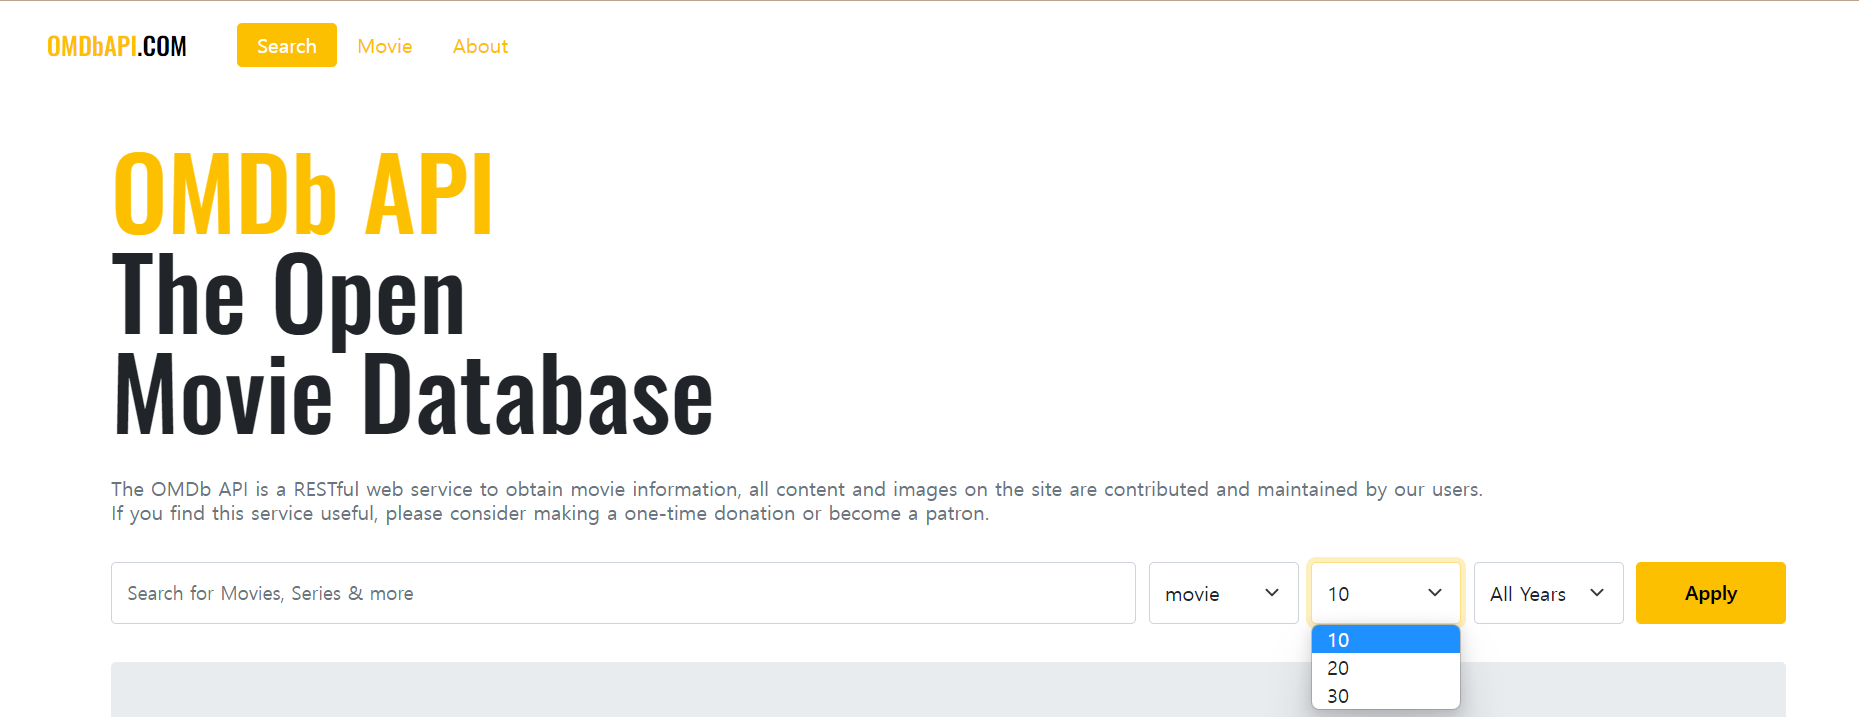 OMDbAPI.COM Search Movie About
OMDb API
The Open
Movie Database
The OMDb API is a RESTful web service to obtain movie information, all content and images on the site are contributed and maintained by our users.
If you find this service useful, please consider making a one-time donation or become a patron.
Search for Movies, Series & more movie 10 All Years Apply
10
20
30